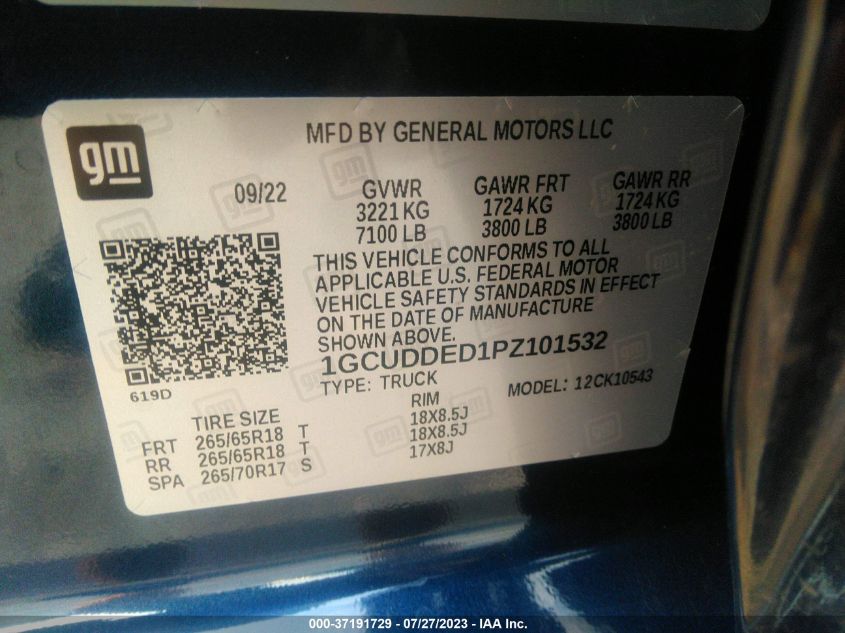 gm
MFD BY GENERAL MOTORS LLC
09/22 GVWR GAWR FRT GAWR RR
3221 KG 1724 KG 1724 KG
7100 LB 3800 LB 3800 LB
THIS VEHICLE CONFORMS TO ALL
APPLICABLE U.S. FEDERAL MOTOR
VEHICLE SAFETY STANDARDS IN EFFECT
ON THE DATE OF MANUFACTURE
SHOWN ABOVE.
1GCUDDED1PZ101532
619D TYPE: TRUCK MODEL: 12CK10543
TIRE SIZE RIM
FRT 265/65R18 T 18X8.5J
RR 265/65R18 T 18X8.5J
SPA 265/70R17 S 17X8J
000-37191729 / 07/27/2023 - IAA Inc.